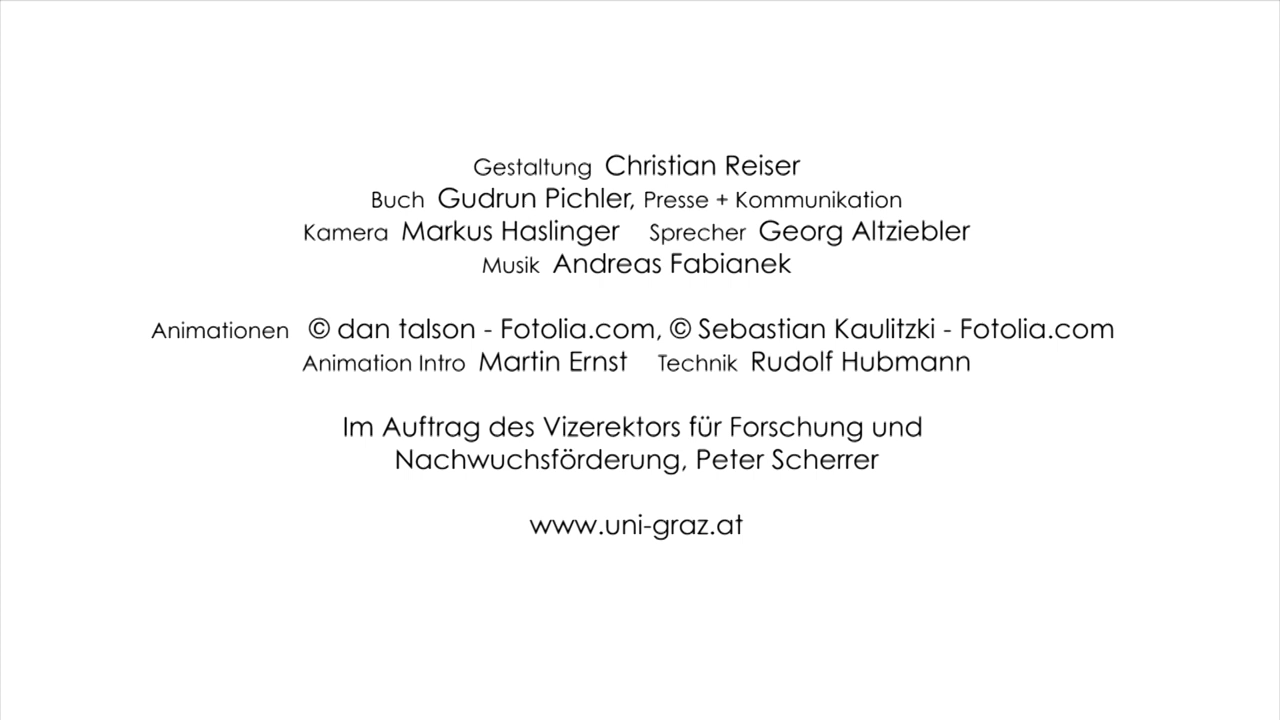 Gestaltung Christian Reiser
Buch Gudrun Pichler, Presse + Kommunikation
Kamera Markus Haslinger Sprecher Georg Altziebler
Musik Andreas Fabianek
Animationen © dan talson - Fotolia.com, © Sebastian Kaulitzki - Fotolia.com
Animation Intro Martin Ernst Technik Rudolf Hubmann
Im Auftrag des Vizerektors für Forschung und
Nachwuchsförderung, Peter Scherrer
www.uni-graz.at